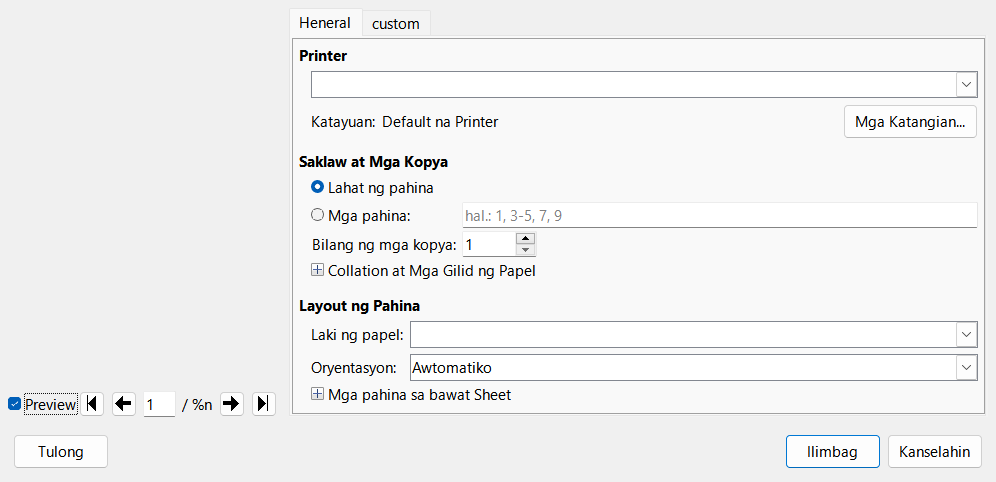 Heneral
custom
Printer
Katayuan: Default na Printer
Mga Katangian...
Saklaw at Mga Kopya
Lahat ng pahina
Mga pahina: hal.: 1, 3-5, 7, 9
Bilang ng mga kopya: 1
Collation at Mga Gilid ng Papel
Layout ng Pahina
Laki ng papel:
Oryentasyon: Awtomatiko
Mga pahina sa bawat Sheet
Preview 1 / %n
Tulong
Ilimbag
Kanselahin